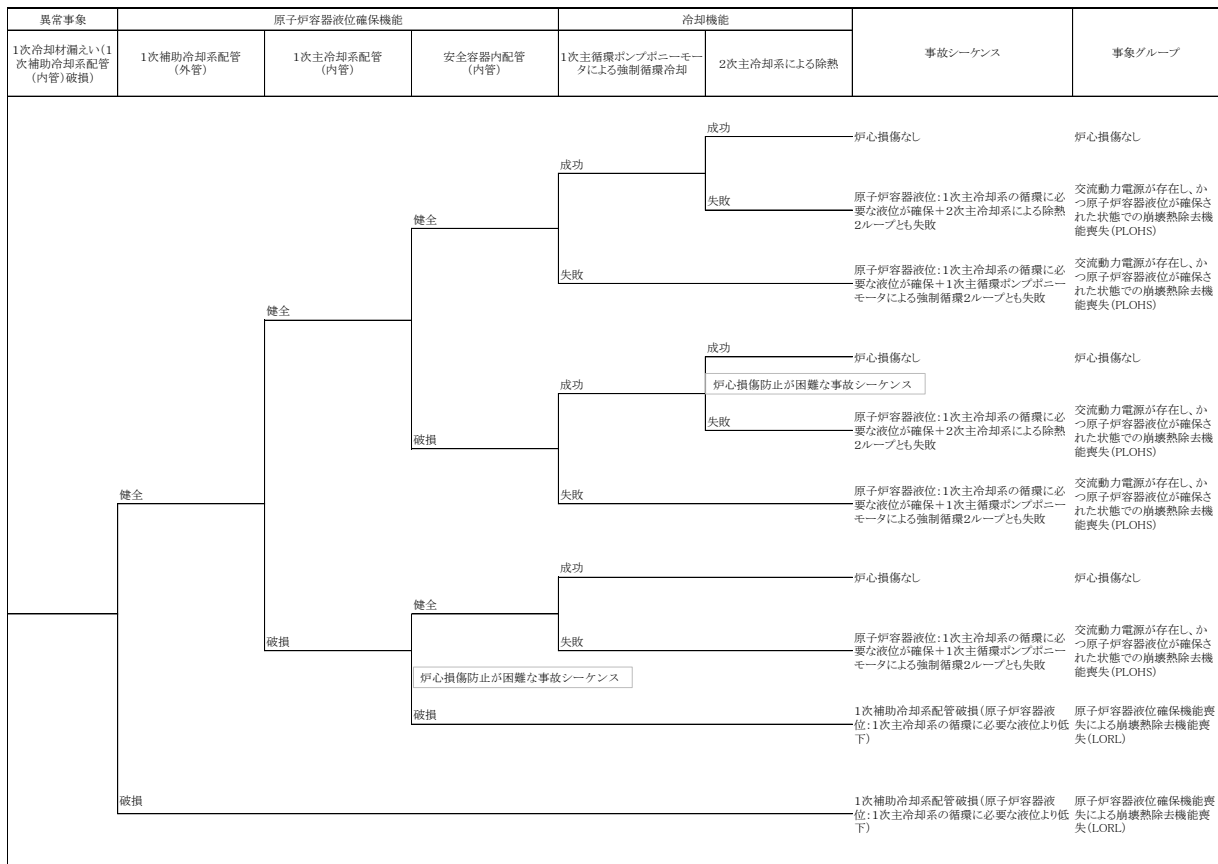 異常事象
原子炉容器液位確保機能
冷却機能
事故シーケンス
事象グループ
1次冷却材漏えい(1
次補助冷却系配管
(内管)破損)
1次補助冷却系配管
(外管)
1次主冷却系配管
(内管)
安全容器内配管
(内管)
1次主循環ポンプポニーモー
タによる強制循環冷却
2次主冷却系による除熱
成功
炉心損傷なし
炉心損傷なし
成功
失敗
原子炉容器液位:1次主冷却系の循環に必
要な液位が確保+2次主冷却系による除熱
2ループとも失敗
交流動力電源が存在し、か
つ原子炉容器液位が確保さ
れた状態での崩壊熱除去機
能喪失(PLOHS)
健全
失敗
原子炉容器液位:1次主冷却系の循環に必
要な液位が確保+1次主循環ポンプポニー
モータによる強制循環2ループとも失敗
交流動力電源が存在し、か
つ原子炉容器液位が確保さ
れた状態での崩壊熱除去機
能喪失(PLOHS)
健全
成功
炉心損傷なし
炉心損傷なし
成功
炉心損傷防止が困難な事故シーケンス
失敗
原子炉容器液位:1次主冷却系の循環に必
要な液位が確保+2次主冷却系による除熱
2ループとも失敗
交流動力電源が存在し、か
つ原子炉容器液位が確保さ
れた状態での崩壊熱除去機
能喪失(PLOHS)
破損
健全
失敗
原子炉容器液位:1次主冷却系の循環に必
要な液位が確保+1次主循環ポンプポニー
モータによる強制循環2ループとも失敗
交流動力電源が存在し、か
つ原子炉容器液位が確保さ
れた状態での崩壊熱除去機
能喪失(PLOHS)
成功
炉心損傷なし
炉心損傷なし
健全
破損
失敗
原子炉容器液位:1次主冷却系の循環に必
要な液位が確保+1次主循環ポンプポニー
モータによる強制循環2ループとも失敗
交流動力電源が存在し、か
つ原子炉容器液位が確保さ
れた状態での崩壊熱除去機
能喪失(PLOHS)
炉心損傷防止が困難な事故シーケンス
破損
1次補助冷却系配管破損(原子炉容器液
位:1次主冷却系の循環に必要な液位より低
下)
原子炉容器液位確保機能喪
失による崩壊熱除去機能喪
失(LORL)
破損
1次補助冷却系配管破損(原子炉容器液
位:1次主冷却系の循環に必要な液位より低
下)
原子炉容器液位確保機能喪
失による崩壊熱除去機能喪
失(LORL)